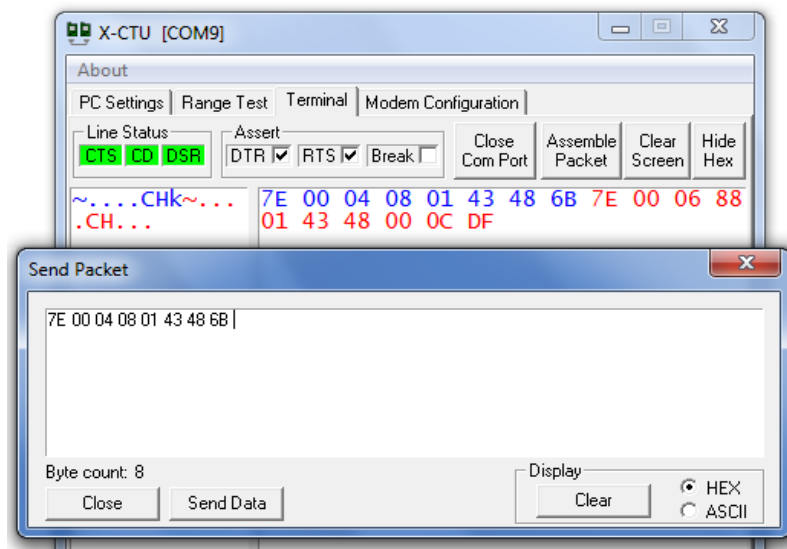 X-CTU [COM9]
About
PC Settings Range Test Terminal Modem Configuration
Line Status Assert
CTS CD DSR DTR RTS Break
Close Com Port
Assemble Packet
Clear Screen
Hide Hex
~....CHk~... 7E 00 04 08 01 43 48 6B 7E 00 06 88
.CH... 01 43 48 00 0C DF
Send Packet
7E 00 04 08 01 43 48 6B
Byte count: 8
Close Send Data
Display
Clear
HEX
ASCII